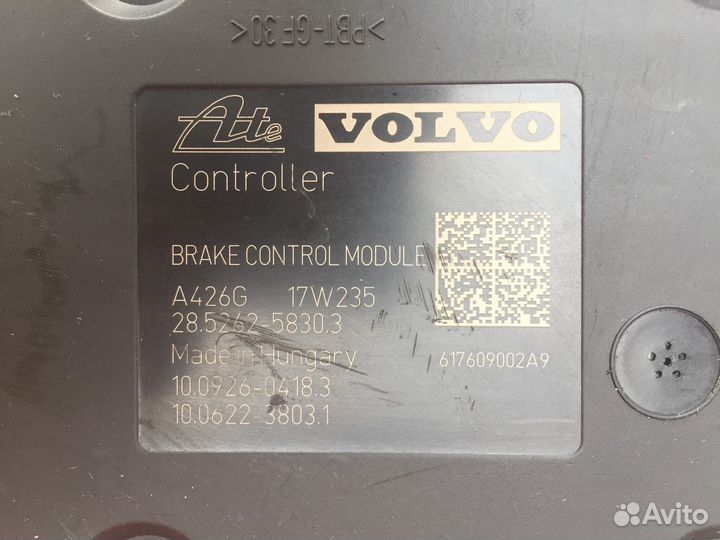 >PBT-GF30<
Ate VOLVO
Controller
BRAKE CONTROL MODULE
A426G 17W235
28.5262-5830.3
Made in Hungary 617609002A9
10.0926-0418.3
10.0622-3803.1
Avito